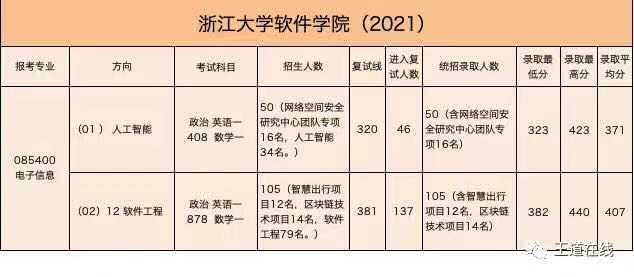 浙江大学软件学院（2021）
报考专业 方向 考试科目 招生人数 复试线 进入复试人数 统招录取人数 录取最低分 录取最高分 录取平均分
085400
电子信息
（01 ） 人工智能
政治 英语一
408 数学一
50（网络空间安全
研究中心团队专项
16名，人工智能
34名。）
320
46
50（含网络空间安
全研究中心团队专
项16名）
323
423
371
（02）12 软件工程
政治 英语一
878 数学一
105（智慧出行项
目12名，区块链技
术项目14名，软件
工程79名。）
381
137
105（含智慧出行
项目12名，区块链
技术项目14名）
382
440
407
王道在线